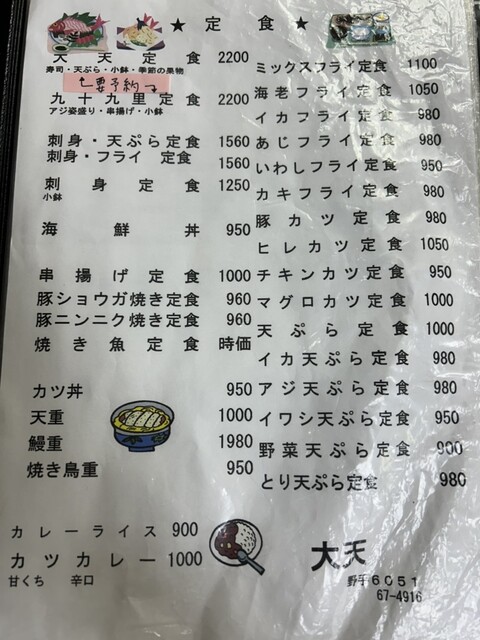 ★ 定 食 ★
大 天 定 食 2200
寿司・天ぷら・小鉢・季節の果物
要予約
九十九里定食 2200
アジ姿盛り・串揚げ・小鉢
刺身・天ぷら定食 1560
刺身・フライ 定食 1560
刺 身 定 食 1250
小鉢
海 鮮 丼 950
串 揚 げ 定 食 1000
豚ショウガ焼き定食 960
豚ニンニク焼き定食 960
焼 き 魚 定 食 時価
カツ丼 950
天重 1000
鰻重 1980
焼き鳥重 950
カレーライス 900
カツカレー 1000
甘くち 辛口
ミックスフライ定食 1100
海老フライ定食 1050
イカフライ定食 980
あじフライ定食 980
いわしフライ定食 950
カキフライ定食 980
豚 カ ツ 定 食 980
ヒレカツ定食 1050
チキンカツ定食 950
マグロカツ定食 1000
天 ぷ ら 定 食 1000
イカ天ぷら定食 980
アジ天ぷら定食 980
イワシ天ぷら定食 950
野菜天ぷら定食 900
とり天ぷら定食 980
大天
野手6051
67-4916